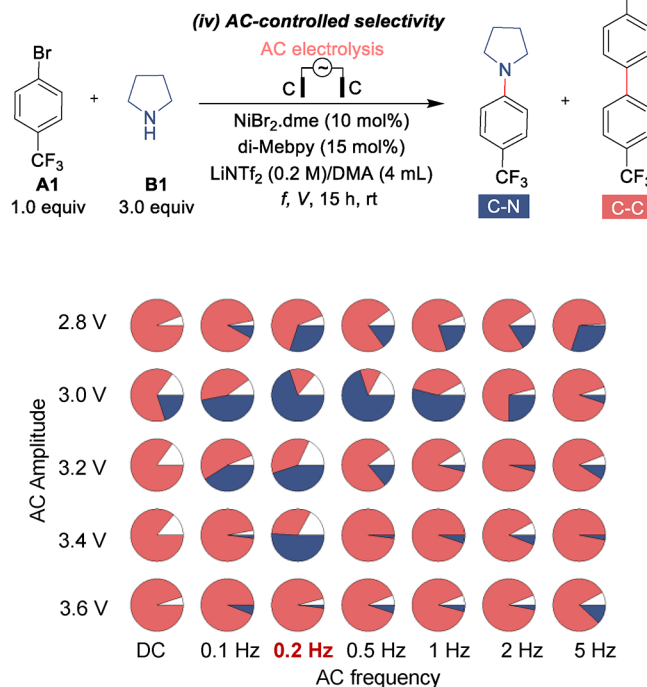 (iv) AC-controlled selectivity
AC electrolysis
Br
~
C C
+
N
H
NiBr2.dme (10 mol%)
di-Mebpy (15 mol%)
LiNTf2 (0.2 M)/DMA (4 mL)
f, V, 15 h, rt
CF3
A1
1.0 equiv
B1
3.0 equiv
N
+
CF3
CF3
C-N
C-C
2.8 V
3.0 V
3.2 V
3.4 V
3.6 V
AC Amplitude
DC 0.1 Hz 0.2 Hz 0.5 Hz 1 Hz 2 Hz 5 Hz
AC frequency